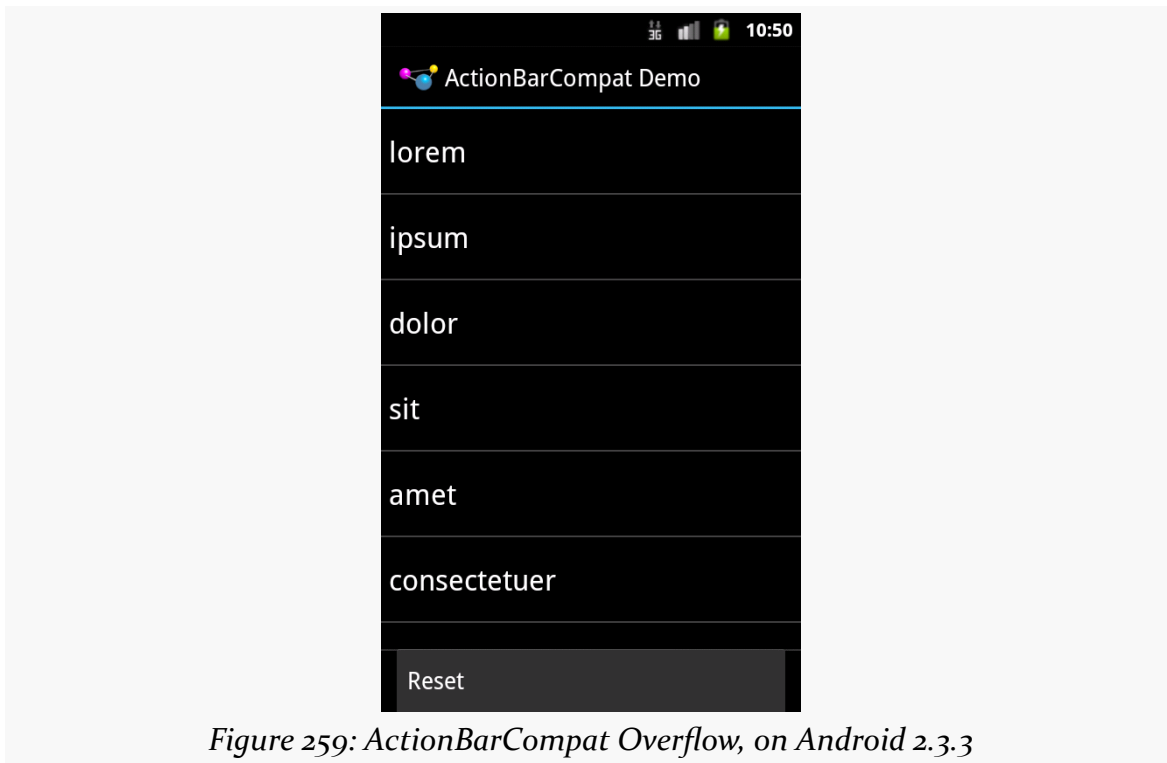 3G 10:50
ActionBarCompat Demo
lorem
ipsum
dolor
sit
amet
consectetuer
Reset
Figure 259: ActionBarCompat Overflow, on Android 2.3.3